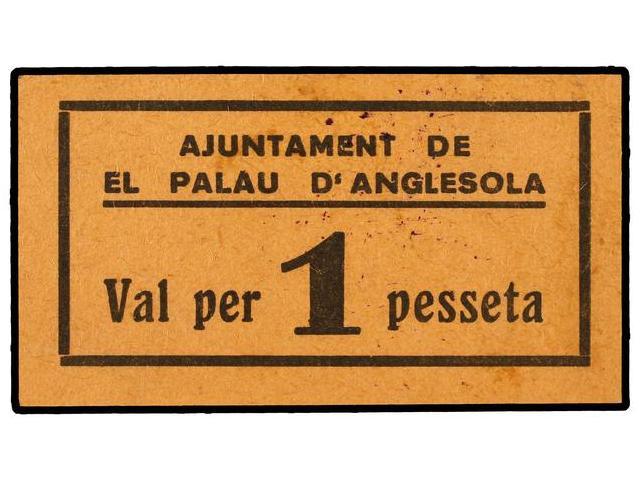 AJUNTAMENT DE
EL PALAU D'ANGLESOLA
Val per 1 pesseta